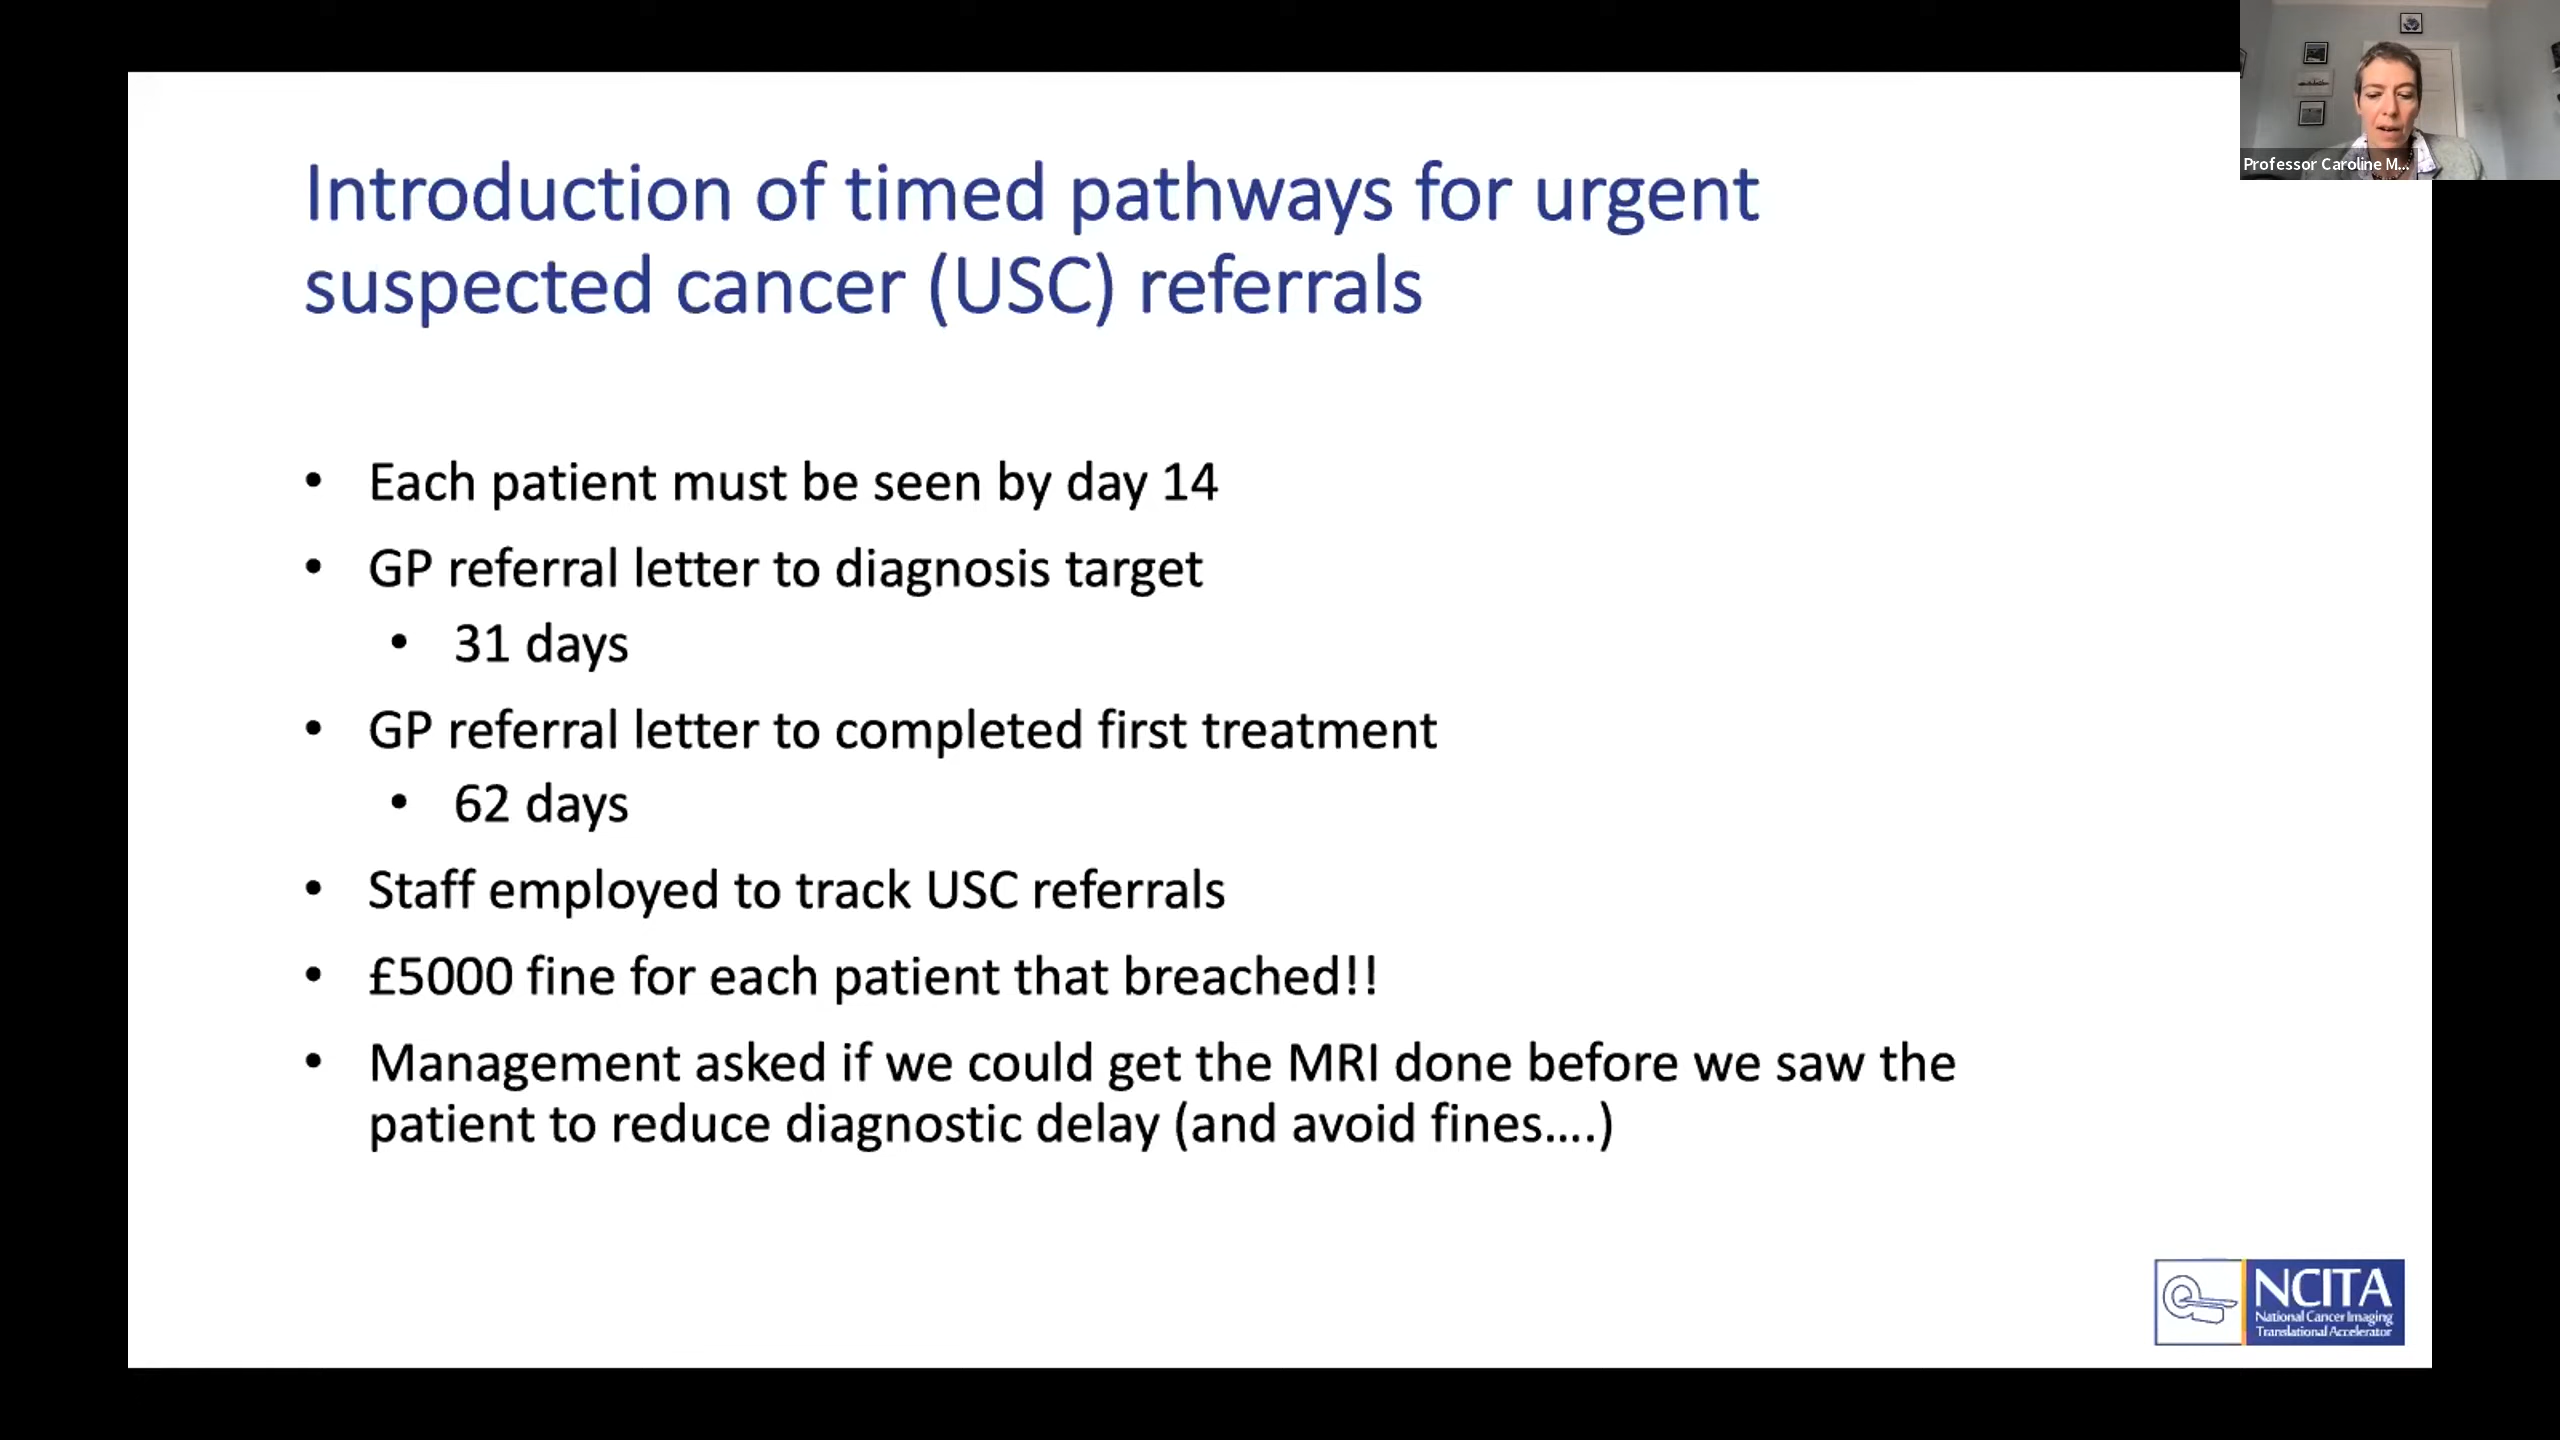 Professor Caroline M...
Introduction of timed pathways for urgent
suspected cancer (USC) referrals
• Each patient must be seen by day 14
• GP referral letter to diagnosis target
• 31 days
• GP referral letter to completed first treatment
• 62 days
• Staff employed to track USC referrals
• £5000 fine for each patient that breached!!
• Management asked if we could get the MRI done before we saw the
patient to reduce diagnostic delay (and avoid fines....)
NCITA
National Cancer Imaging
Translational Accelerator